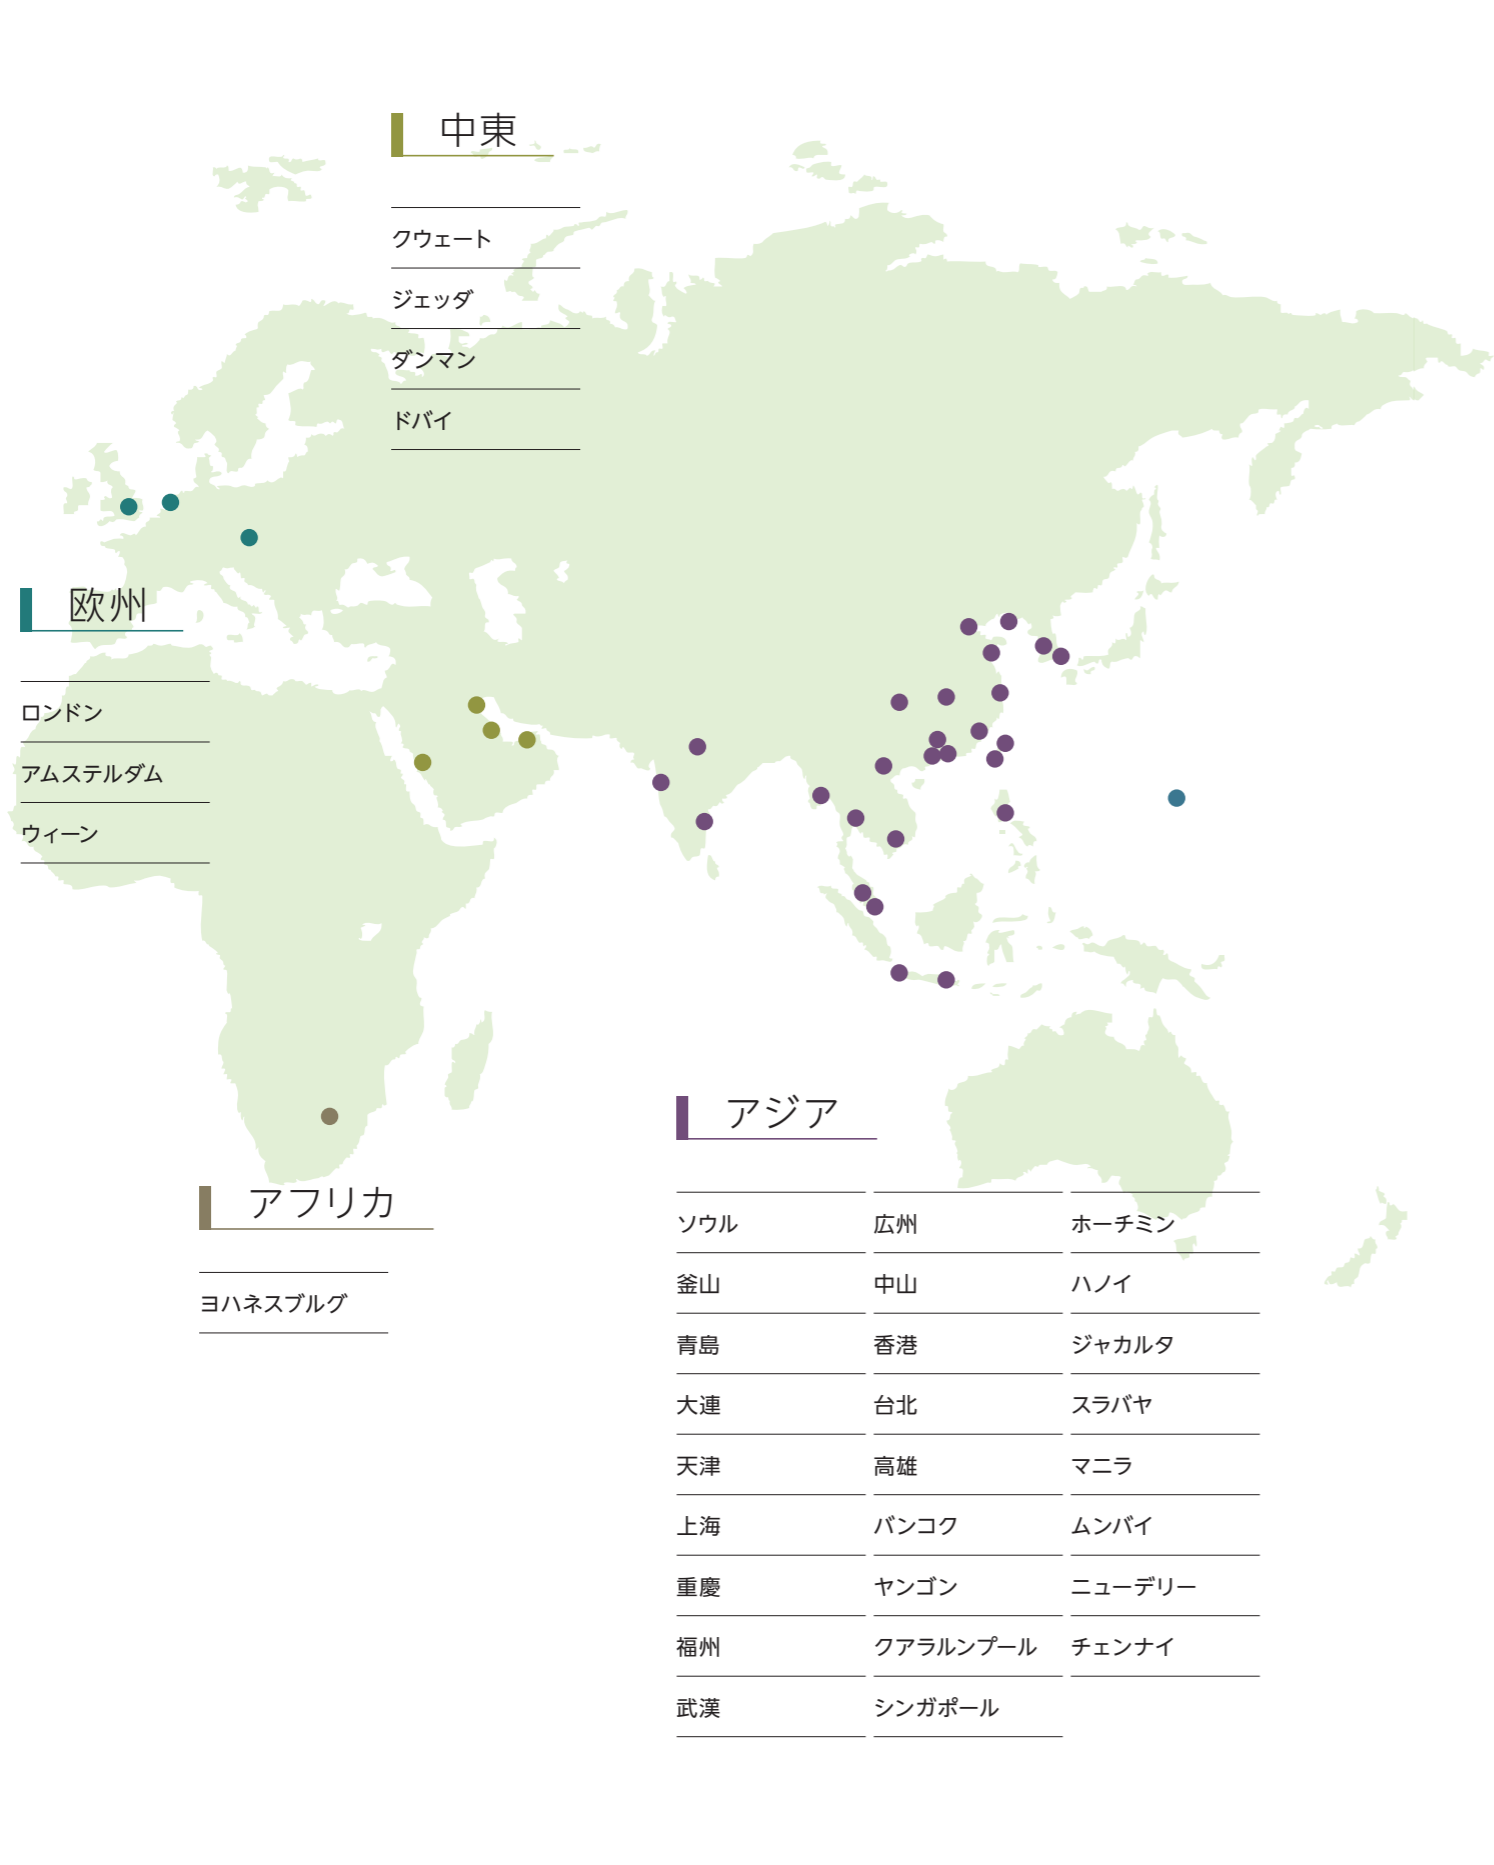 中東
クウェート
ジェッダ
ダンマン
ドバイ
欧州
ロンドン
アムステルダム
ウィーン
アフリカ
ヨハネスブルグ
アジア
ソウル
釜山
青島
大連
天津
上海
重慶
福州
武漢
広州
中山
香港
台北
高雄
バンコク
ヤンゴン
クアラルンプール
シンガポール
ホーチミン
ハノイ
ジャカルタ
スラバヤ
マニラ
ムンバイ
ニューデリー
チェンナイ